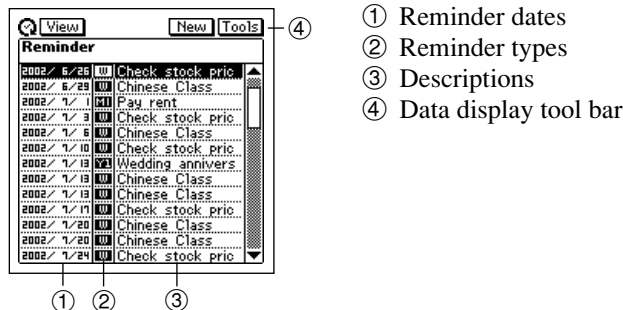 View New Tools ④
Reminder
2002/ 6/26 W Check stock pric
2002/ 6/29 W Chinese Class
2002/ 7/ 1 M1 Pay rent
2002/ 7/ 3 W Check stock pric
2002/ 7/ 6 W Chinese Class
2002/ 7/10 W Check stock pric
2002/ 7/13 Y1 Wedding annivers
2002/ 7/13 W Chinese Class
2002/ 7/13 W Chinese Class
2002/ 7/17 W Check stock pric
2002/ 7/20 W Chinese Class
2002/ 7/20 W Chinese Class
2002/ 7/24 W Check stock pric
① ② ③
① Reminder dates
② Reminder types
③ Descriptions
④ Data display tool bar